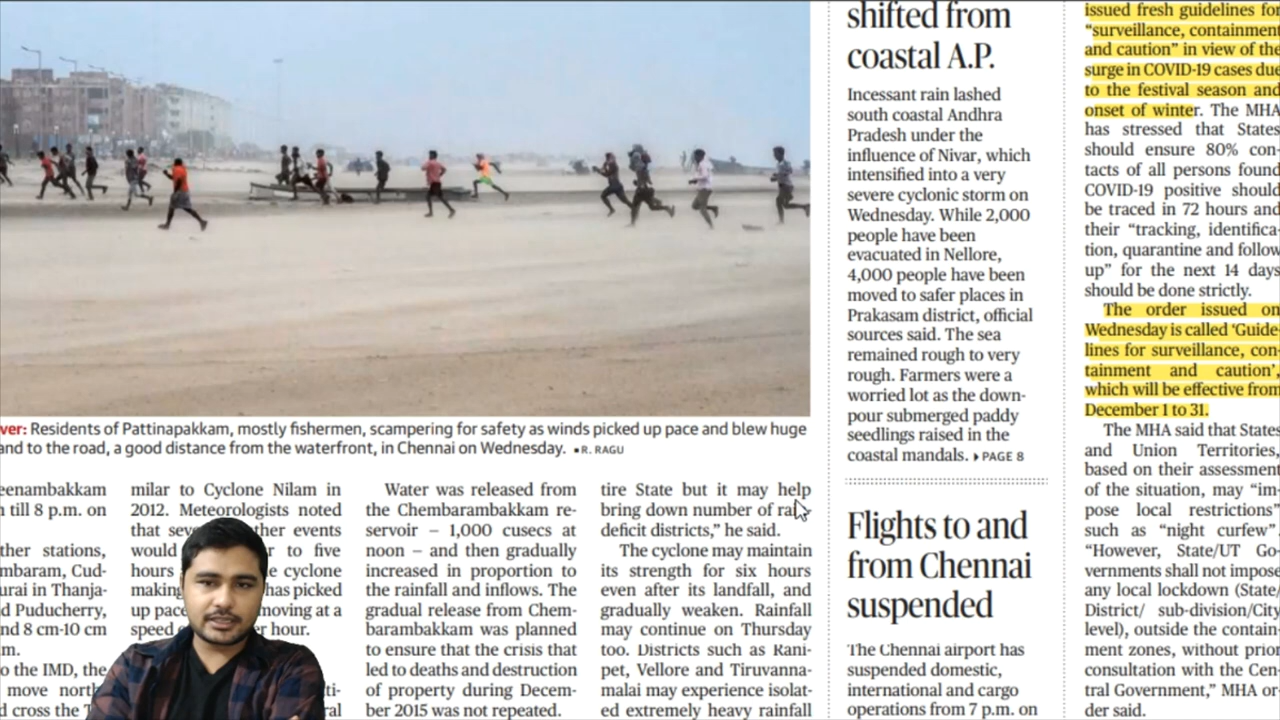 ver: Residents of Pattinapakkam, mostly fishermen, scampering for safety as winds picked up pace and blew huge
and to the road, a good distance from the waterfront, in Chennai on Wednesday. ■R. RAGU
eenambakkam
n till 8 p.m. on
ther stations,
mbaram, Cud-
urai in Thanja-
d Puducherry,
nd 8 cm-10 cm
m.
o the IMD, the
move north
d cross the
milar to Cyclone Nilam in
2012. Meteorologists noted
that ther events
would to five
hours cyclone
making has picked
up pace moving at a
speed er hour.
Water was released from
the Chembarambakkam re-
servoir – 1,000 cusecs at
noon – and then gradually
increased in proportion to
the rainfall and inflows. The
gradual release from Chem-
barambakkam was planned
to ensure that the crisis that
led to deaths and destruction
of property during Decem-
ber 2015 was not repeated.
tire State but it may help
bring down number of rain-
deficit districts,” he said.
The cyclone may maintain
its strength for six hours
even after its landfall, and
gradually weaken. Rainfall
may continue on Thursday
too. Districts such as Rani-
pet, Vellore and Tiruvanna-
malai may experience isolat-
ed extremely heavy rainfall
shifted from
coastal A.P.
Incessant rain lashed
south coastal Andhra
Pradesh under the
influence of Nivar, which
intensified into a very
severe cyclonic storm on
Wednesday. While 2,000
people have been
evacuated in Nellore,
4,000 people have been
moved to safer places in
Prakasam district, official
sources said. The sea
remained rough to very
rough. Farmers were a
worried lot as the down-
pour submerged paddy
seedlings raised in the
coastal mandals. ▶ PAGE 8
Flights to and
from Chennai
suspended
The Chennai airport has
suspended domestic,
international and cargo
operations from 7 p.m. on
issued fresh guidelines for
“surveillance, containment
and caution” in view of the
surge in COVID-19 cases due
to the festival season and
onset of winter. The MHA
has stressed that States
should ensure 80% con-
tacts of all persons found
COVID-19 positive should
be traced in 72 hours and
their “tracking, identifica-
tion, quarantine and follow
up” for the next 14 days
should be done strictly.
The order issued on
Wednesday is called ‘Guide-
lines for surveillance, con-
tainment and caution’,
which will be effective from
December 1 to 31.
The MHA said that States
and Union Territories,
based on their assessment
of the situation, may “im-
pose local restrictions”
such as “night curfew”.
“However, State/UT Go-
vernments shall not impose
any local lockdown (State/
District/ sub-division/City
level), outside the contain-
ment zones, without prior
consultation with the Cen-
tral Government,” MHA or-
der said.